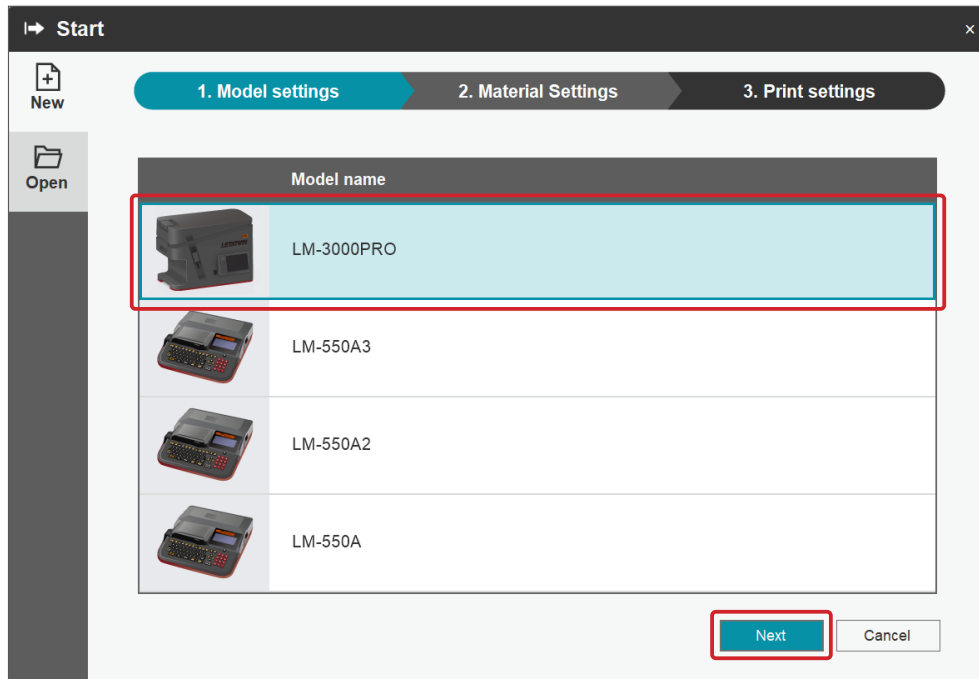 Start
×
New
Open
1. Model settings
2. Material Settings
3. Print settings
Model name
LM-3000PRO
LM-550A3
LM-550A2
LM-550A
Next
Cancel